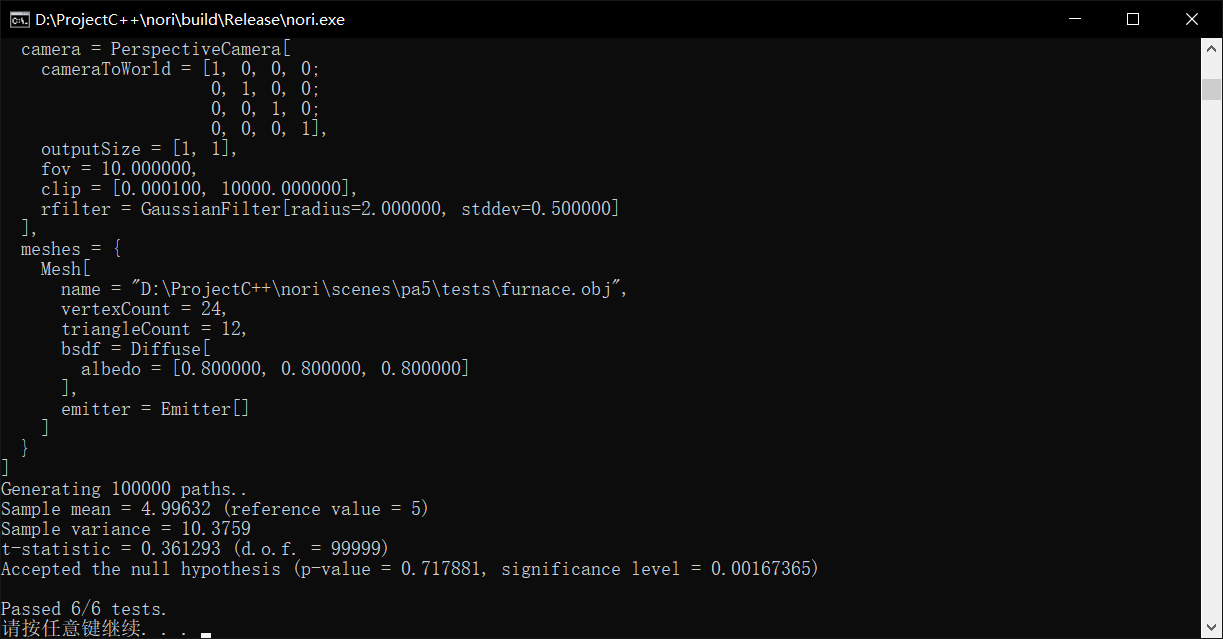 D:\ProjectC++\nori\build\Release\nori.exe
camera = PerspectiveCamera[
cameraToWorld = [1, 0, 0, 0;
0, 1, 0, 0;
0, 0, 1, 0;
0, 0, 0, 1],
outputSize = [1, 1],
fov = 10.000000,
clip = [0.000100, 10000.000000],
rfilter = GaussianFilter[radius=2.000000, stddev=0.500000]
],
meshes = {
Mesh[
name = "D:\ProjectC++\nori\scenes\pa5\tests\furnace.obj",
vertexCount = 24,
triangleCount = 12,
bsdf = Diffuse[
albedo = [0.800000, 0.800000, 0.800000]
],
emitter = Emitter[]
]
}
]
Generating 100000 paths..
Sample mean = 4.99632 (reference value = 5)
Sample variance = 10.3759
t-statistic = 0.361293 (d.o.f. = 99999)
Accepted the null hypothesis (p-value = 0.717881, significance level = 0.00167365)
Passed 6/6 tests.
请按任意键继续. . .